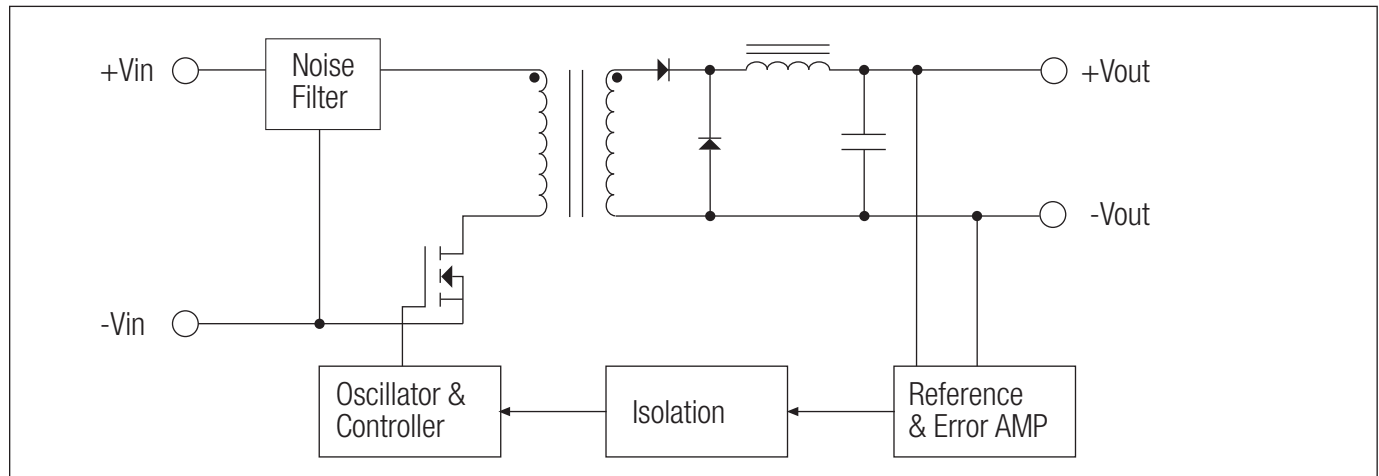 +Vin
Noise
Filter
+Vout
-Vout
-Vin
Oscillator &
Controller
Isolation
Reference
& Error AMP